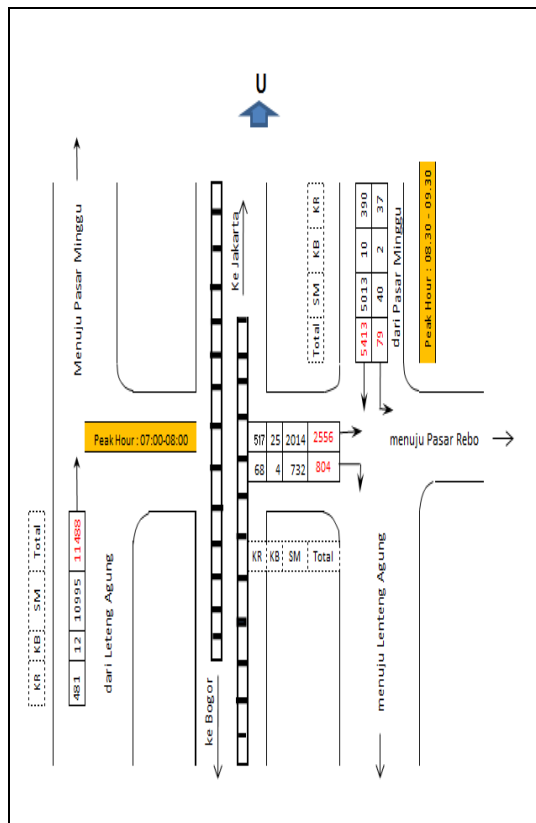 U
Menuju Pasar Minggu
Ke Jakarta
KR KB SM Total
390 10 5013 5413
37 2 40 79
dari Pasar Minggu
Peak Hour : 08.30 - 09.30
Peak Hour : 07:00-08:00
517 25 2014 2556
68 4 732 804
KR KB SM Total
menuju Pasar Rebo
KR KB SM Total
481 12 10995 11488
dari Leteng Agung
ke Bogor
menuju Lenteng Agung